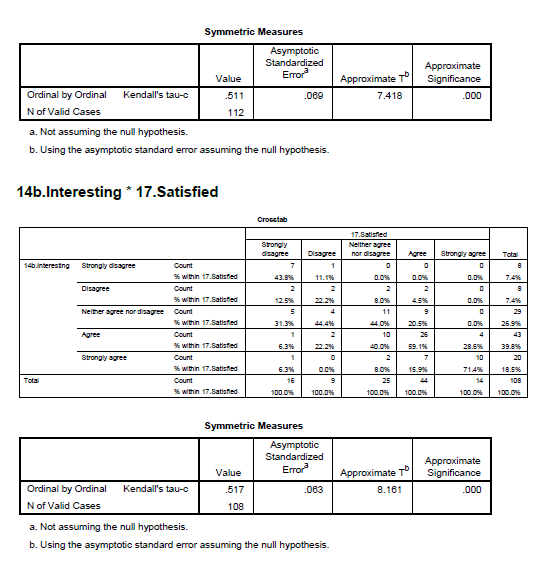 Symmetric Measures
Value Asymptotic Standardized Errorᵃ Approximate Tᵇ Approximate Significance
Ordinal by Ordinal Kendall's tau-c .511 .069 7.418 .000
N of Valid Cases 112
a. Not assuming the null hypothesis.
b. Using the asymptotic standard error assuming the null hypothesis.
14b.Interesting * 17.Satisfied
Crosstab
17.Satisfied
Strongly disagree Disagree Neither agree nor disagree Agree Strongly agree Total
14b.Interesting Strongly disagree Count 7 1 0 0 0 8
% within 17.Satisfied 43.8% 11.1% 0.0% 0.0% 0.0% 7.4%
Disagree Count 2 2 2 2 0 8
% within 17.Satisfied 12.5% 22.2% 8.0% 4.5% 0.0% 7.4%
Neither agree nor disagree Count 5 4 11 9 0 29
% within 17.Satisfied 31.3% 44.4% 44.0% 20.5% 0.0% 26.9%
Agree Count 1 2 10 26 4 43
% within 17.Satisfied 6.3% 22.2% 40.0% 59.1% 28.6% 39.8%
Strongly agree Count 1 0 2 7 10 20
% within 17.Satisfied 6.3% 0.0% 8.0% 15.9% 71.4% 18.5%
Total Count 16 9 25 44 14 108
% within 17.Satisfied 100.0% 100.0% 100.0% 100.0% 100.0% 100.0%
Symmetric Measures
Value Asymptotic Standardized Errorᵃ Approximate Tᵇ Approximate Significance
Ordinal by Ordinal Kendall's tau-c .517 .063 8.161 .000
N of Valid Cases 108
a. Not assuming the null hypothesis.
b. Using the asymptotic standard error assuming the null hypothesis.